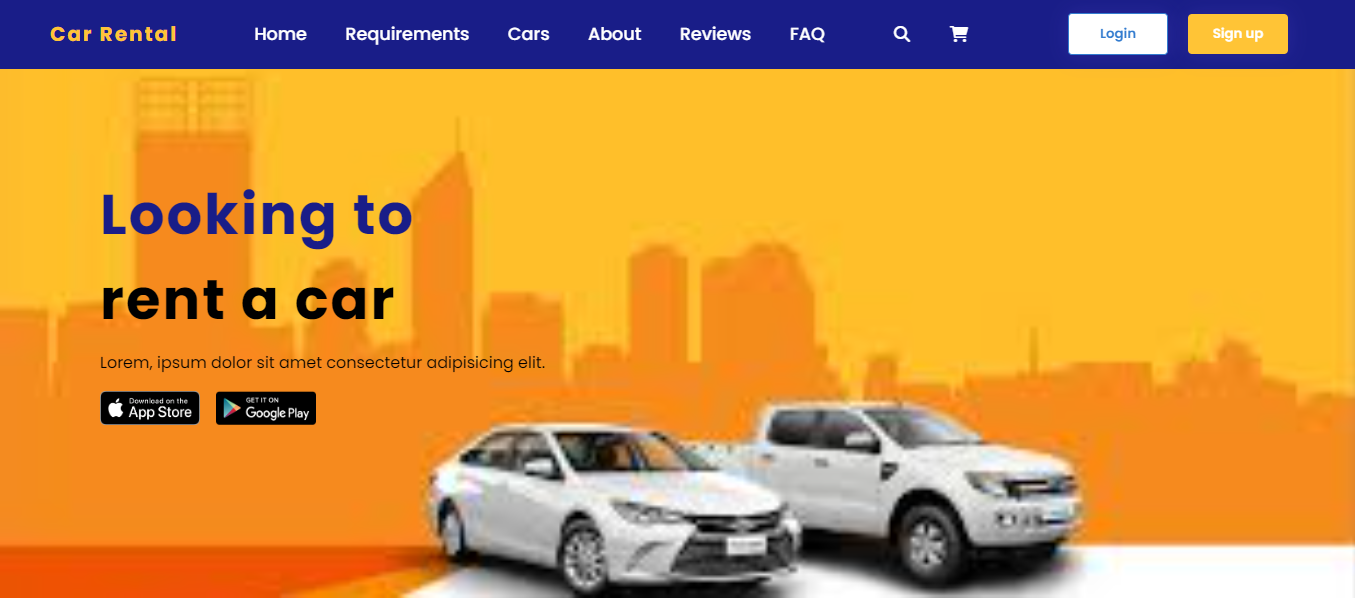 Car Rental
Home
Requirements
Cars
About
Reviews
FAQ
Login
Sign up
Looking to
rent a car
Lorem, ipsum dolor sit amet consectetur adipisicing elit.
Download on the
App Store
GET IT ON
Google Play